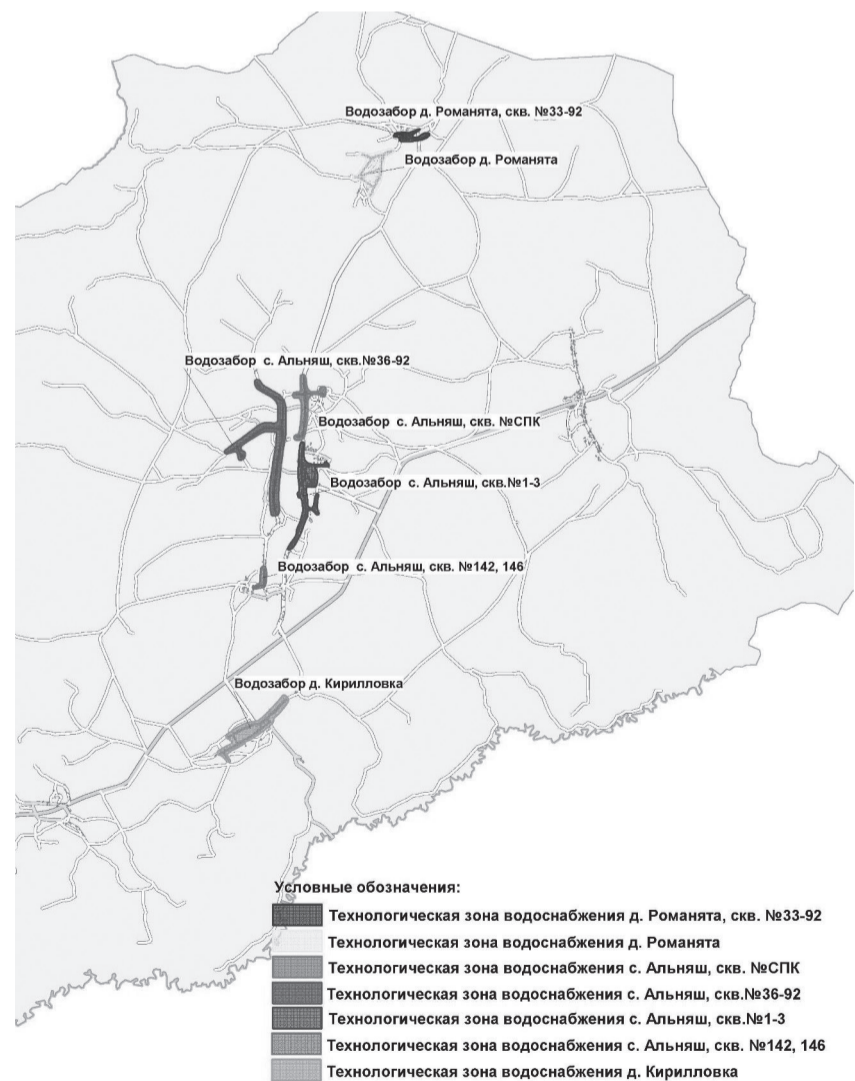 Водозабор д. Романята, скв. №33-92
Водозабор д. Романята
Водозабор с. Альняш, скв.№36-92
Водозабор с. Альняш, скв. №СПК
Водозабор с. Альняш, скв.№1-3
Водозабор с. Альняш, скв. №142, 146
Водозабор д. Кирилловка
Условные обозначения:
Технологическая зона водоснабжения д. Романята, скв. №33-92
Технологическая зона водоснабжения д. Романята
Технологическая зона водоснабжения с. Альняш, скв. №СПК
Технологическая зона водоснабжения с. Альняш, скв.№36-92
Технологическая зона водоснабжения с. Альняш, скв.№1-3
Технологическая зона водоснабжения с. Альняш, скв. №142, 146
Технологическая зона водоснабжения д. Кирилловка